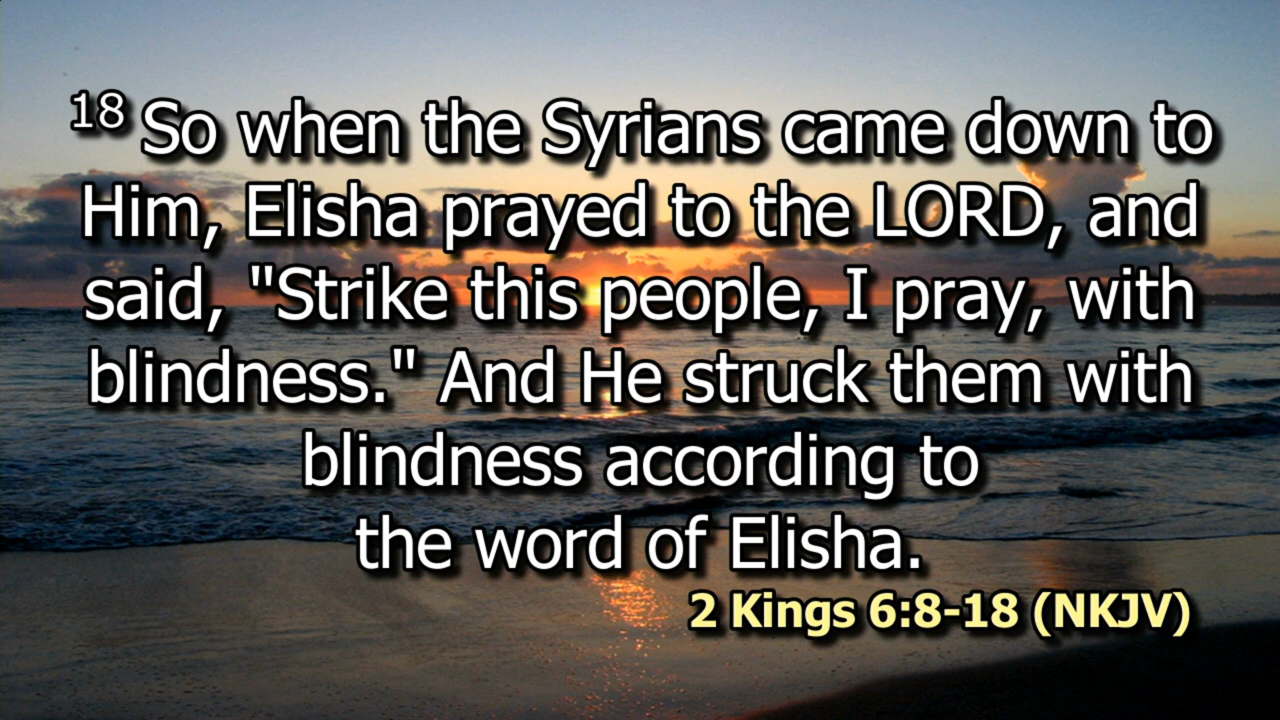 18 So when the Syrians came down to
Him, Elisha prayed to the LORD, and
said, "Strike this people, I pray, with
blindness." And He struck them with
blindness according to
the word of Elisha.
2 Kings 6:8-18 (NKJV)